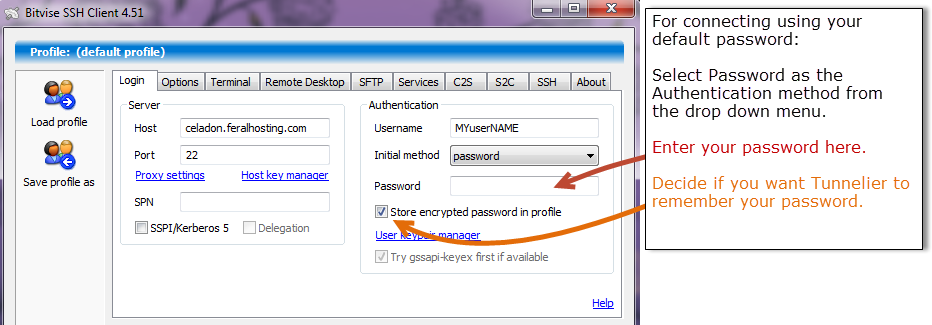 Bitvise SSH Client 4.51
Profile: (default profile)
Load profile
Save profile as
Login Options Terminal Remote Desktop SFTP Services C2S S2C SSH About
Server
Host celadon.feralhosting.com
Port 22
Proxy settings Host key manager
SPN
SSPI/Kerberos 5 Delegation
Authentication
Username MYuserNAME
Initial method password
Password
Store encrypted password in profile
User keypair manager
Try gssapi-keyex first if available
Help
For connecting using your
default password:
Select Password as the
Authentication method from
the drop down menu.
Enter your password here.
Decide if you want Tunnelier to
remember your password.